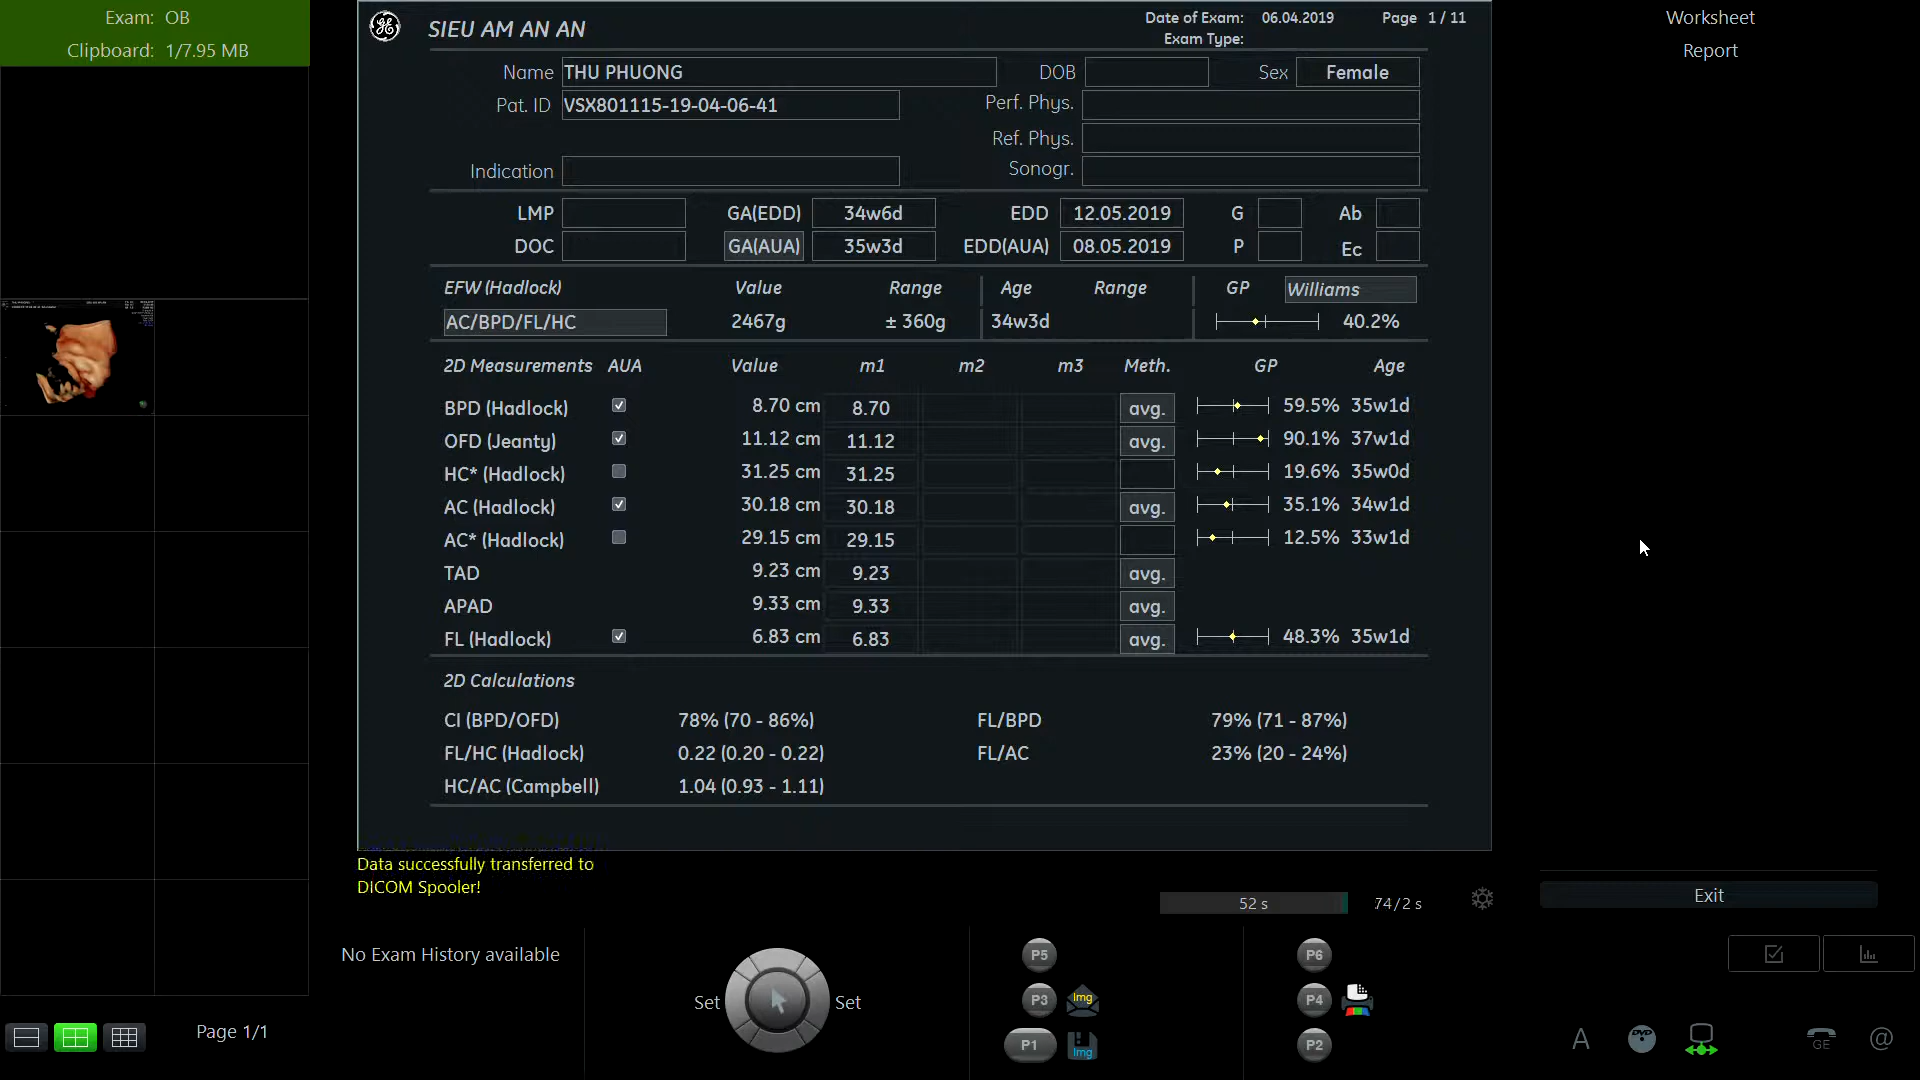 Exam: OB
Clipboard: 1/7.95 MB
SIEU AM AN AN
Date of Exam: 06.04.2019 Page 1 / 11
Exam Type:
Name THU PHUONG DOB Sex Female
Pat. ID VSX801115-19-04-06-41 Perf. Phys.
Ref. Phys.
Indication Sonogr.
LMP GA(EDD) 34w6d EDD 12.05.2019 G Ab
DOC GA(AUA) 35w3d EDD(AUA) 08.05.2019 P Ec
EFW (Hadlock) Value Range Age Range GP Williams
AC/BPD/FL/HC 2467g ± 360g 34w3d 40.2%
2D Measurements AUA Value m1 m2 m3 Meth. GP Age
BPD (Hadlock) 8.70 cm 8.70 avg. 59.5% 35w1d
OFD (Jeanty) 11.12 cm 11.12 avg. 90.1% 37w1d
HC* (Hadlock) 31.25 cm 31.25 19.6% 35w0d
AC (Hadlock) 30.18 cm 30.18 avg. 35.1% 34w1d
AC* (Hadlock) 29.15 cm 29.15 12.5% 33w1d
TAD 9.23 cm 9.23 avg.
APAD 9.33 cm 9.33 avg.
FL (Hadlock) 6.83 cm 6.83 avg. 48.3% 35w1d
2D Calculations
CI (BPD/OFD) 78% (70 - 86%) FL/BPD 79% (71 - 87%)
FL/HC (Hadlock) 0.22 (0.20 - 0.22) FL/AC 23% (20 - 24%)
HC/AC (Campbell) 1.04 (0.93 - 1.11)
Data successfully transferred to
DICOM Spooler!
52 s 74/2 s
Worksheet
Report
Exit
No Exam History available
Set Set
P5 P6
P3 Img P4
P1 Img P2
Page 1/1
A DVD GE @